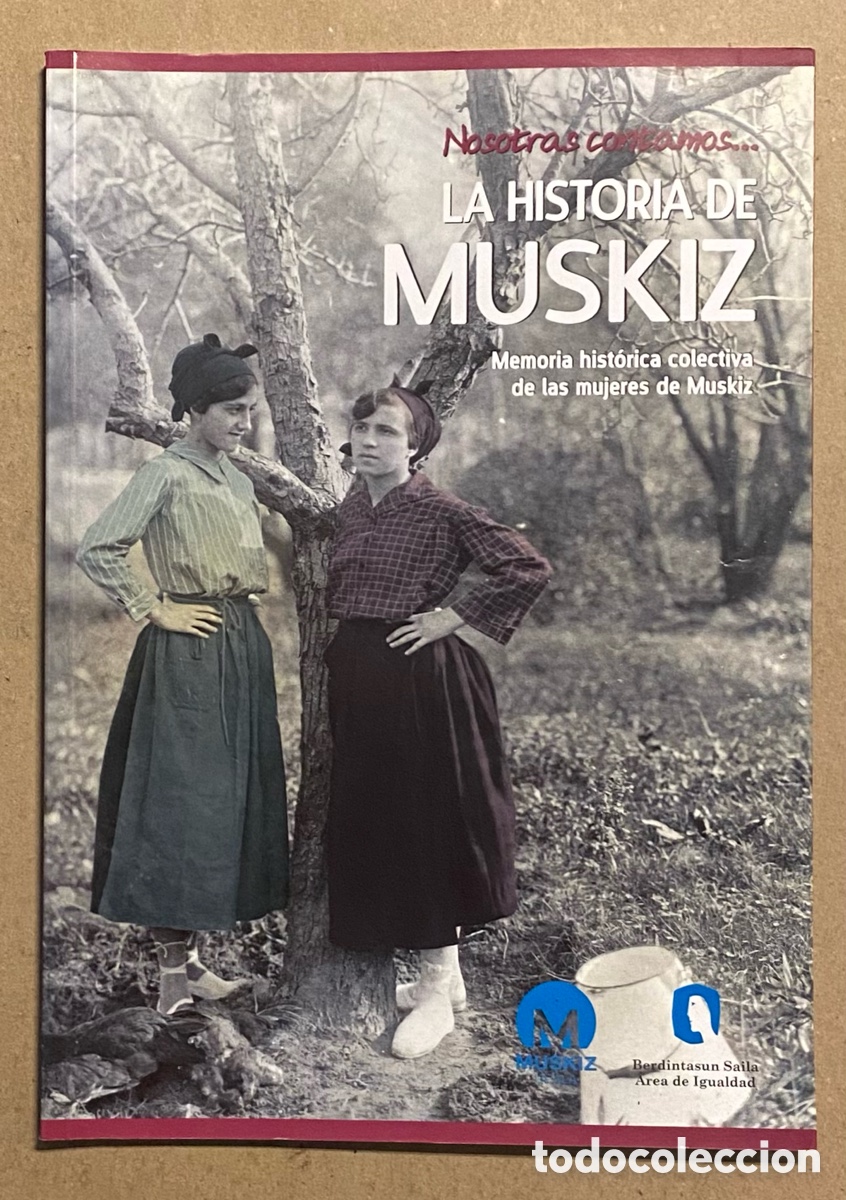 Nosotras contamos...
LA HISTORIA DE
MUSKIZ
Memoria histórica colectiva
de las mujeres de Muskiz
M
MUSKIZ
Berdintasun Saila
Area de Igualdad
todocoleccion